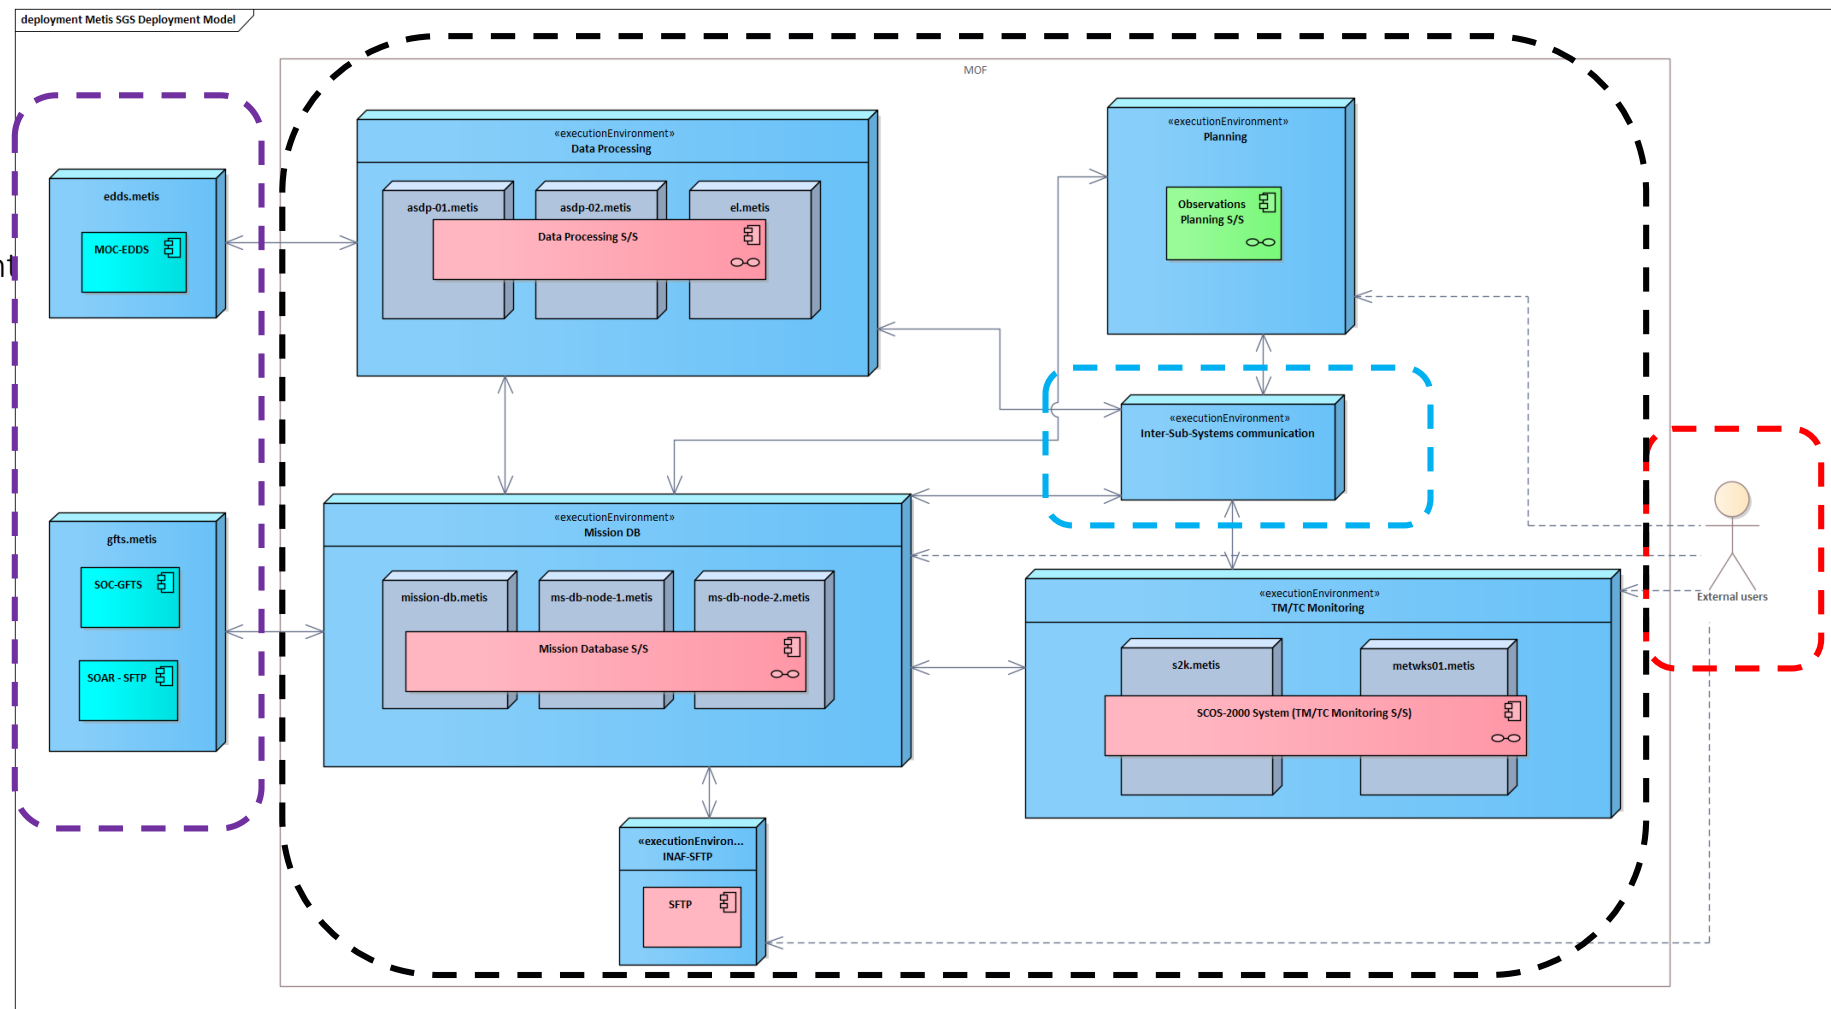 deployment Metis SGS Deployment Model
MOF
«executionEnvironment»
Data Processing
asdp-01.metis
asdp-02.metis
el.metis
Data Processing S/S
«executionEnvironment»
Planning
Observations
Planning S/S
edds.metis
MOC-EDDS
nt
«executionEnvironment»
Inter-Sub-Systems communication
gfts.metis
SOC-GFTS
SOAR - SFTP
«executionEnvironment»
Mission DB
mission-db.metis
ms-db-node-1.metis
ms-db-node-2.metis
Mission Database S/S
«executionEnvironment»
TM/TC Monitoring
s2k.metis
metwks01.metis
SCOS-2000 System (TM/TC Monitoring S/S)
External users
«executionEnviron...
INAF-SFTP
SFTP